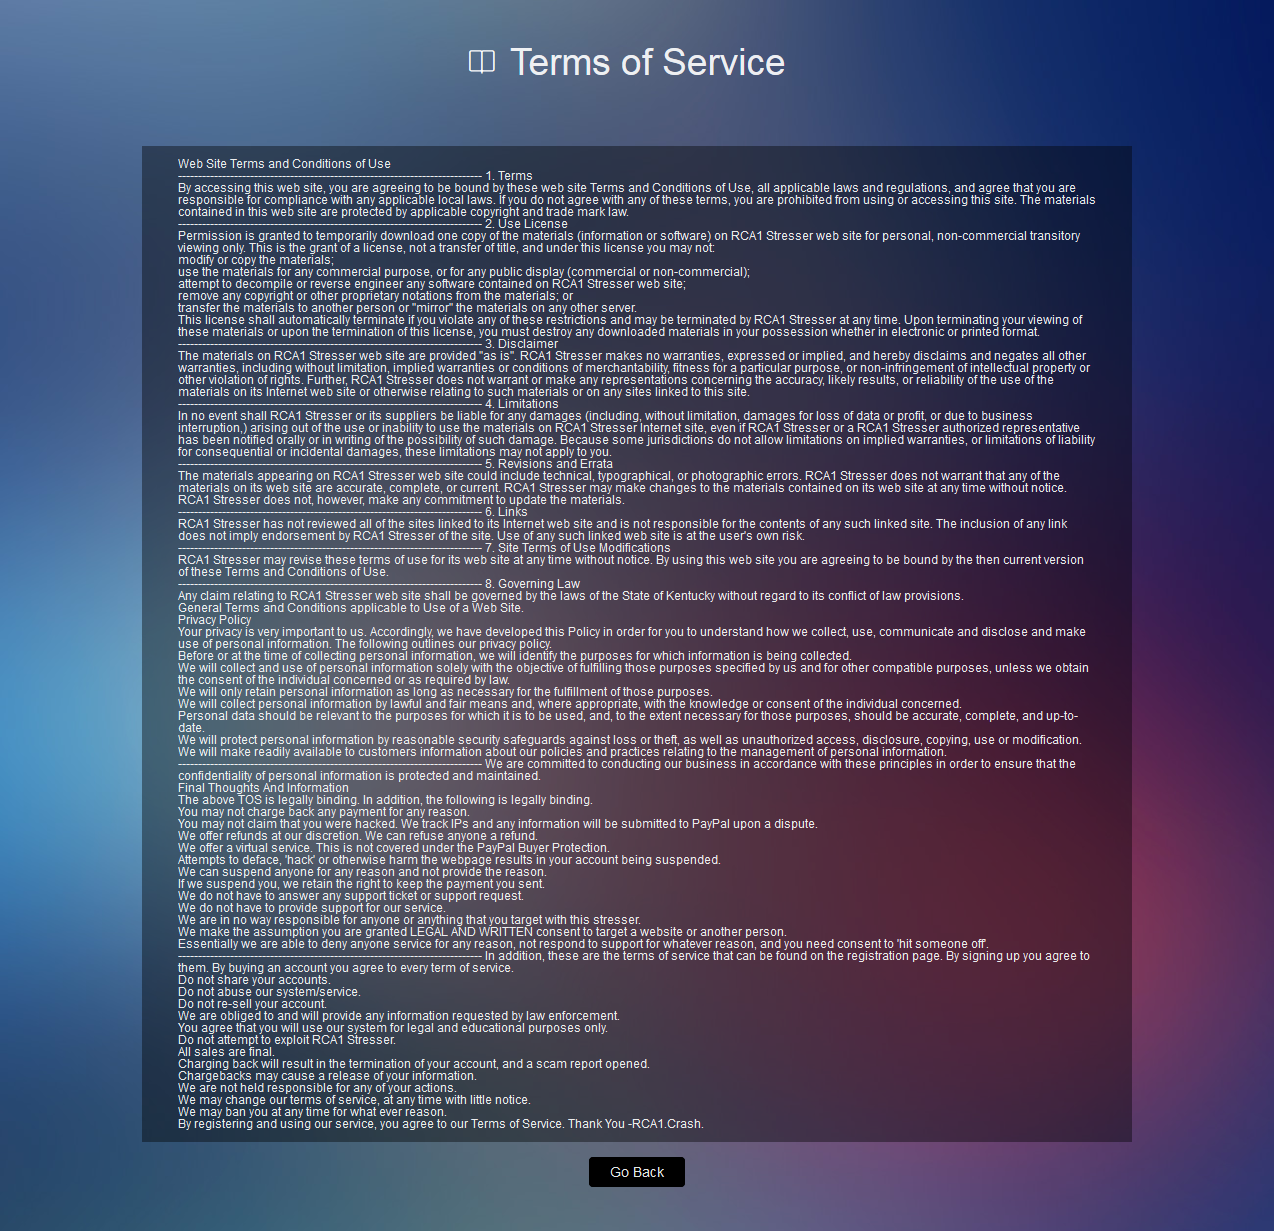 Terms of Service
Web Site Terms and Conditions of Use
---------------------------------------------------------------------------- 1. Terms
By accessing this web site, you are agreeing to be bound by these web site Terms and Conditions of Use, all applicable laws and regulations, and agree that you are
responsible for compliance with any applicable local laws. If you do not agree with any of these terms, you are prohibited from using or accessing this site. The materials
contained in this web site are protected by applicable copyright and trade mark law.
---------------------------------------------------------------------------- 2. Use License
Permission is granted to temporarily download one copy of the materials (information or software) on RCA1 Stresser web site for personal, non-commercial transitory
viewing only. This is the grant of a license, not a transfer of title, and under this license you may not:
modify or copy the materials;
use the materials for any commercial purpose, or for any public display (commercial or non-commercial);
attempt to decompile or reverse engineer any software contained on RCA1 Stresser web site;
remove any copyright or other proprietary notations from the materials; or
transfer the materials to another person or "mirror" the materials on any other server.
This license shall automatically terminate if you violate any of these restrictions and may be terminated by RCA1 Stresser at any time. Upon terminating your viewing of
these materials or upon the termination of this license, you must destroy any downloaded materials in your possession whether in electronic or printed format.
---------------------------------------------------------------------------- 3. Disclaimer
The materials on RCA1 Stresser web site are provided "as is". RCA1 Stresser makes no warranties, expressed or implied, and hereby disclaims and negates all other
warranties, including without limitation, implied warranties or conditions of merchantability, fitness for a particular purpose, or non-infringement of intellectual property or
other violation of rights. Further, RCA1 Stresser does not warrant or make any representations concerning the accuracy, likely results, or reliability of the use of the
materials on its Internet web site or otherwise relating to such materials or on any sites linked to this site.
---------------------------------------------------------------------------- 4. Limitations
In no event shall RCA1 Stresser or its suppliers be liable for any damages (including, without limitation, damages for loss of data or profit, or due to business
interruption,) arising out of the use or inability to use the materials on RCA1 Stresser Internet site, even if RCA1 Stresser or a RCA1 Stresser authorized representative
has been notified orally or in writing of the possibility of such damage. Because some jurisdictions do not allow limitations on implied warranties, or limitations of liability
for consequential or incidental damages, these limitations may not apply to you.
---------------------------------------------------------------------------- 5. Revisions and Errata
The materials appearing on RCA1 Stresser web site could include technical, typographical, or photographic errors. RCA1 Stresser does not warrant that any of the
materials on its web site are accurate, complete, or current. RCA1 Stresser may make changes to the materials contained on its web site at any time without notice.
RCA1 Stresser does not, however, make any commitment to update the materials.
---------------------------------------------------------------------------- 6. Links
RCA1 Stresser has not reviewed all of the sites linked to its Internet web site and is not responsible for the contents of any such linked site. The inclusion of any link
does not imply endorsement by RCA1 Stresser of the site. Use of any such linked web site is at the user's own risk.
---------------------------------------------------------------------------- 7. Site Terms of Use Modifications
RCA1 Stresser may revise these terms of use for its web site at any time without notice. By using this web site you are agreeing to be bound by the then current version
of these Terms and Conditions of Use.
---------------------------------------------------------------------------- 8. Governing Law
Any claim relating to RCA1 Stresser web site shall be governed by the laws of the State of Kentucky without regard to its conflict of law provisions.
General Terms and Conditions applicable to Use of a Web Site.
Privacy Policy
Your privacy is very important to us. Accordingly, we have developed this Policy in order for you to understand how we collect, use, communicate and disclose and make
use of personal information. The following outlines our privacy policy.
Before or at the time of collecting personal information, we will identify the purposes for which information is being collected.
We will collect and use of personal information solely with the objective of fulfilling those purposes specified by us and for other compatible purposes, unless we obtain
the consent of the individual concerned or as required by law.
We will only retain personal information as long as necessary for the fulfillment of those purposes.
We will collect personal information by lawful and fair means and, where appropriate, with the knowledge or consent of the individual concerned.
Personal data should be relevant to the purposes for which it is to be used, and, to the extent necessary for those purposes, should be accurate, complete, and up-to-
date.
We will protect personal information by reasonable security safeguards against loss or theft, as well as unauthorized access, disclosure, copying, use or modification.
We will make readily available to customers information about our policies and practices relating to the management of personal information.
---------------------------------------------------------------------------- We are committed to conducting our business in accordance with these principles in order to ensure that the
confidentiality of personal information is protected and maintained.
Final Thoughts And Information
The above TOS is legally binding. In addition, the following is legally binding.
You may not charge back any payment for any reason.
You may not claim that you were hacked. We track IPs and any information will be submitted to PayPal upon a dispute.
We offer refunds at our discretion. We can refuse anyone a refund.
We offer a virtual service. This is not covered under the PayPal Buyer Protection.
Attempts to deface, 'hack' or otherwise harm the webpage results in your account being suspended.
We can suspend anyone for any reason and not provide the reason.
If we suspend you, we retain the right to keep the payment you sent.
We do not have to answer any support ticket or support request.
We do not have to provide support for our service.
We are in no way responsible for anyone or anything that you target with this stresser.
We make the assumption you are granted LEGAL AND WRITTEN consent to target a website or another person.
Essentially we are able to deny anyone service for any reason, not respond to support for whatever reason, and you need consent to 'hit someone off'.
---------------------------------------------------------------------------- In addition, these are the terms of service that can be found on the registration page. By signing up you agree to
them. By buying an account you agree to every term of service.
Do not share your accounts.
Do not abuse our system/service.
Do not re-sell your account.
We are obliged to and will provide any information requested by law enforcement.
You agree that you will use our system for legal and educational purposes only.
Do not attempt to exploit RCA1 Stresser.
All sales are final.
Charging back will result in the termination of your account, and a scam report opened.
Chargebacks may cause a release of your information.
We are not held responsible for any of your actions.
We may change our terms of service, at any time with little notice.
We may ban you at any time for what ever reason.
By registering and using our service, you agree to our Terms of Service. Thank You -RCA1.Crash.
Go Back